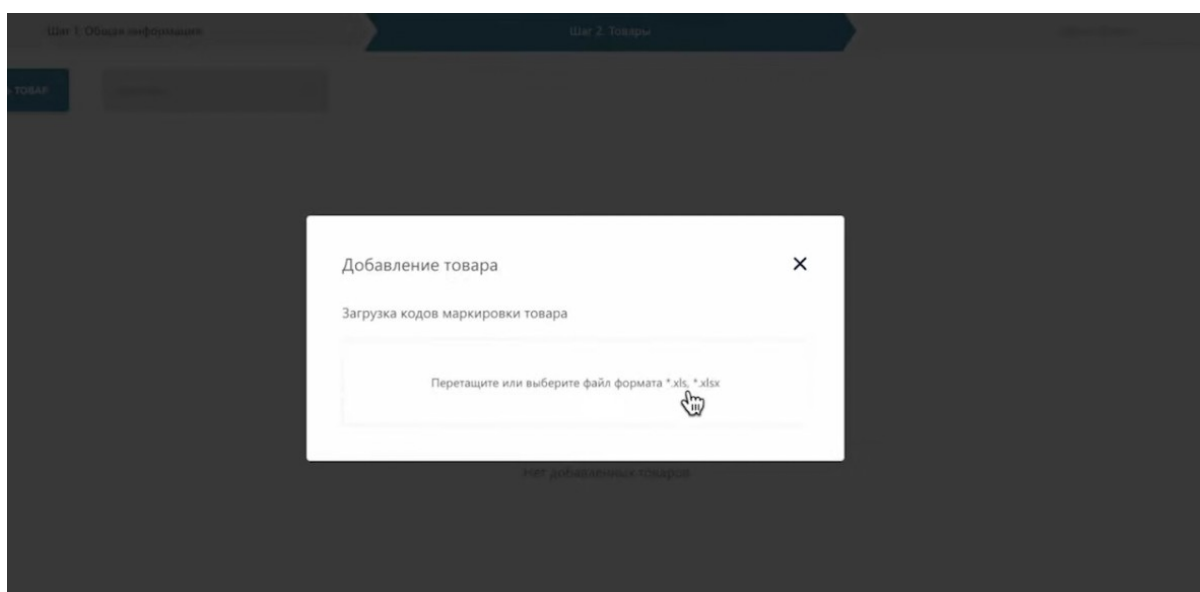 Шаг 1. Общая информация
Шаг 2. Товары
ТОВАР
Добавление товара
Загрузка кодов маркировки товара
Перетащите или выберите файл формата *.xls, *.xlsx
Нет добавленных товаров